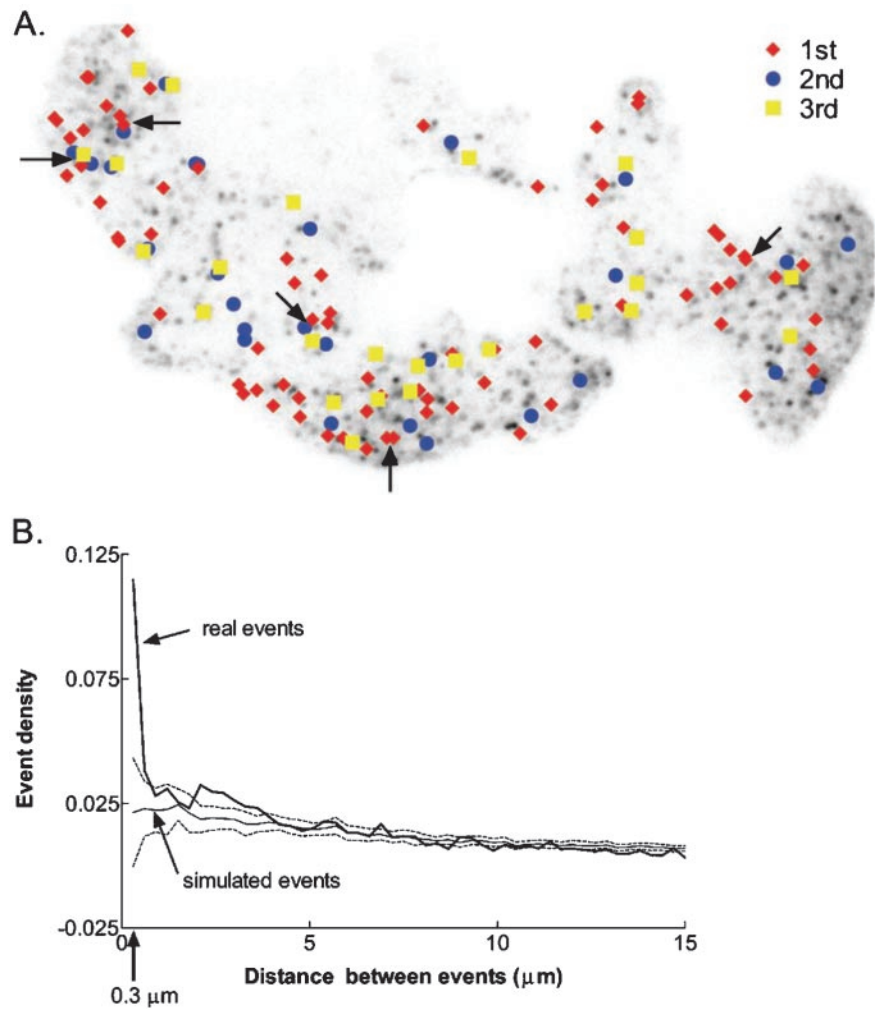 A.
1st
2nd
3rd
B.
0.125
0.075
0.025
-0.025
Event density
real events
simulated events
0
5
10
15
Distance between events (μm)
0.3 μm